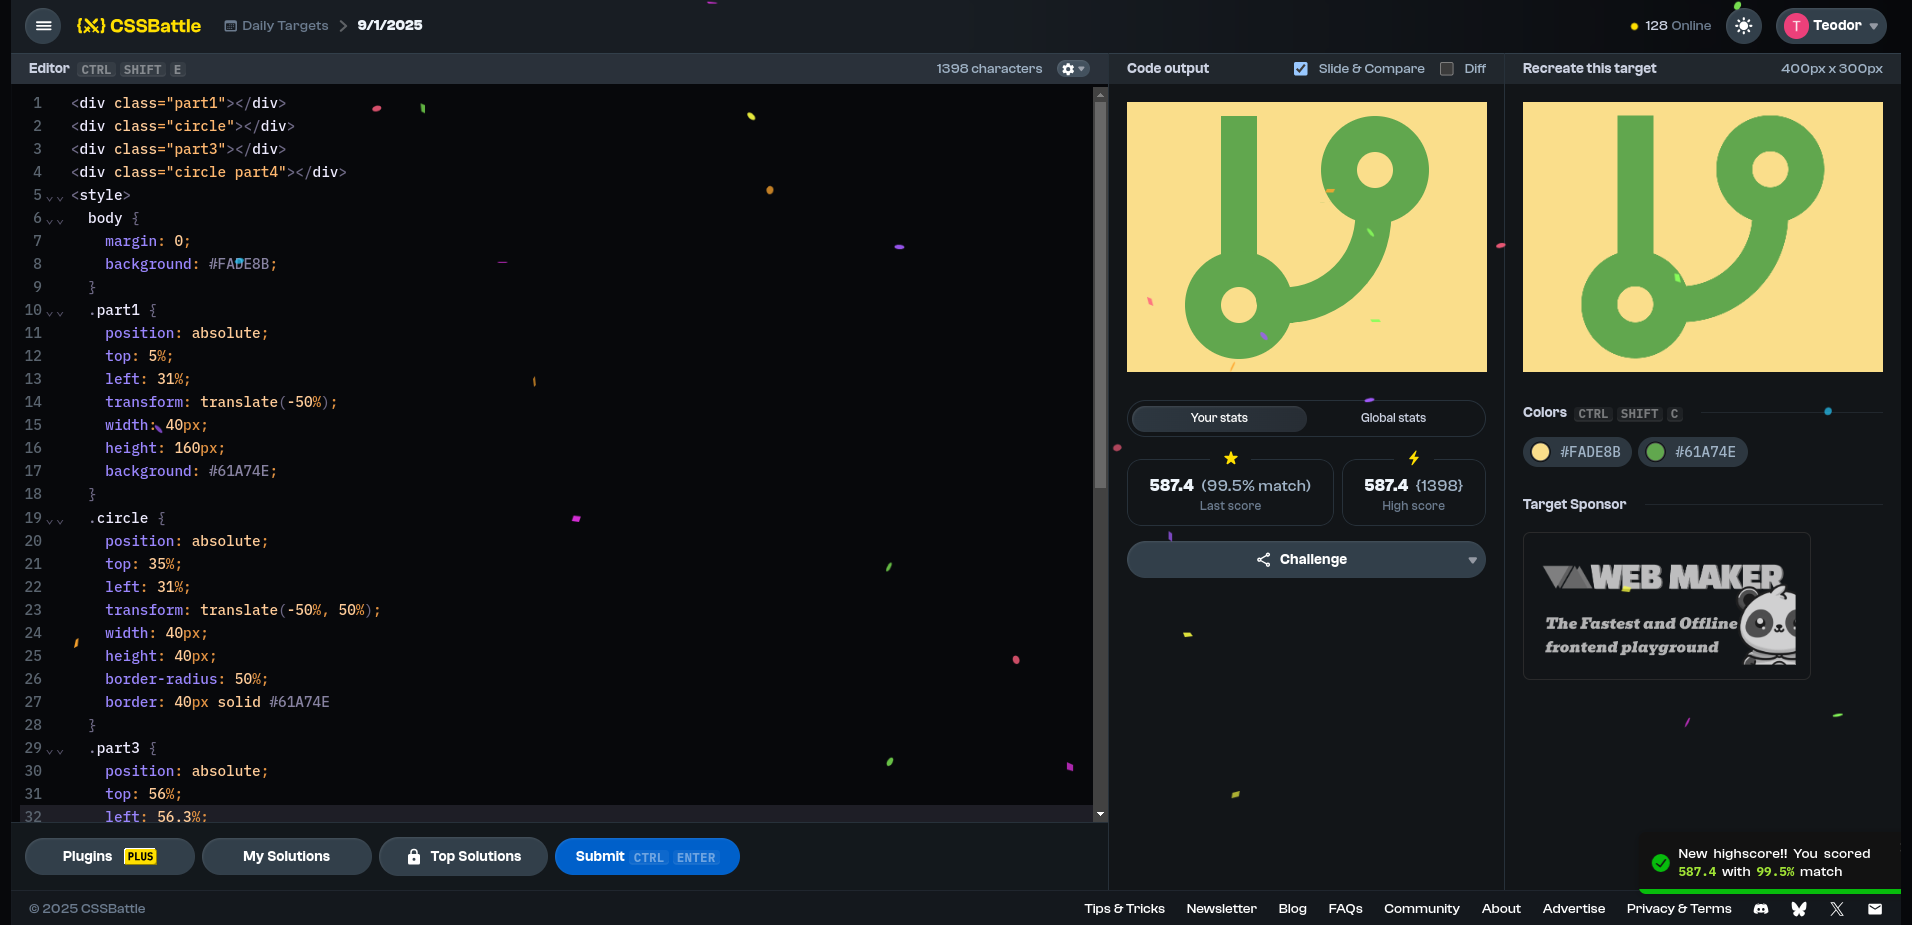 CSSBattle
Daily Targets
9/1/2025
128 Online
T
Teodor
Editor CTRL SHIFT E
1398 characters
Code output
Slide & Compare
Diff
Recreate this target
400px x 300px
1 <div class="part1"></div>
2 <div class="circle"></div>
3 <div class="part3"></div>
4 <div class="circle part4"></div>
5 <style>
6 body {
7 margin: 0;
8 background: #FADE8B;
9 }
10 .part1 {
11 position: absolute;
12 top: 5%;
13 left: 31%;
14 transform: translate(-50%);
15 width: 40px;
16 height: 160px;
17 background: #61A74E;
18 }
19 .circle {
20 position: absolute;
21 top: 35%;
22 left: 31%;
23 transform: translate(-50%, 50%);
24 width: 40px;
25 height: 40px;
26 border-radius: 50%;
27 border: 40px solid #61A74E
28 }
29 .part3 {
30 position: absolute;
31 top: 56%;
32 left: 56.3%;
Your stats
Global stats
587.4 (99.5% match)
Last score
587.4 {1398}
High score
Challenge
Colors CTRL SHIFT C
#FADE8B
#61A74E
Target Sponsor
WEB MAKER
The Fastest and Offline
frontend playground
Plugins PLUS
My Solutions
Top Solutions
Submit CTRL ENTER
New highscore!! You scored
587.4 with 99.5% match
© 2025 CSSBattle
Tips & Tricks
Newsletter
Blog
FAQs
Community
About
Advertise
Privacy & Terms